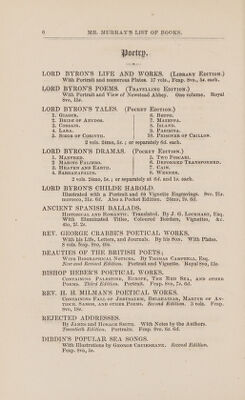 6 MR. MURRAY'S LIST OF BOOKS.
Poetry.
LORD BYRON'S LIFE AND WORKS. (Library Edition.)
With Portrait and numerous Plates. 17 vols., Fcap. 8vo., 5s. each.
LORD BYRON'S POEMS. (Travelling Edition.)
With Portrait and View of Newstead Abbey. One volume. Royal
8vo, 15s.
LORD BYRON'S TALES. (Pocket Edition.)
1. Giaour.
2. Bride of Abydos.
3. Corsair.
4. Lara.
5. Siege of Corinth.
6. Beppo.
7. Mazeppa.
8. Island.
9. Parisina.
10. Prisoner of Chillon.
2 vols. 24mo, 5s.; or separately 6d. each.
LORD BYRON'S DRAMAS. (Pocket Edition.)
1. Manfred.
2. Marino Faliero.
3. Heaven and Earth.
4. Sardanapalus.
5. Two Foscari.
6. Deformed Transformed.
7. Cain.
8. Werner.
2 vols. 24mo, 5s.; or separately at 6d. and 1s. each.
LORD BYRON'S CHILDE HAROLD.
Illustrated with a Portrait and 60 Vignette Engravings. 8vo. 21s.
morocco, 31s. 6d. Also a Pocket Edition. 24mo, 2s. 6d.
ANCIENT SPANISH BALLADS.
Historical and Romantic. Translated. By J. G. Lockhart, Esq.
With Illuminated Titles, Coloured Borders, Vignettes, &c.
4to, 2l. 2s.
REV. GEORGE CRABBE'S POETICAL WORKS.
With his Life, Letters, and Journals. By his Son. With Plates.
8 vols. fcap. 8vo, 40s.
BEAUTIES OF THE BRITISH POETS;
With Biographical Notices. By Thomas Campbell, Esq.
New and Revised Edition. Portrait and Vignette. Royal 8vo, 15s.
BISHOP HEBER'S POETICAL WORKS.
Containing Palestine, Europe, The Red Sea, and other
Poems. Third Edition. Portrait. Fcap. 8vo, 7s. 6d.
REV. H. H. MILMAN'S POETICAL WORKS.
Containing Fall of Jerusalem, Belshazzar, Martyr of Antioch,
Samor, and other Poems. Second Edition. 3 vols. Fcap.
8vo, 18s.
REJECTED ADDRESSES.
By James and Horace Smith. With Notes by the Authors.
Twentieth Edition. Portraits. Fcap. 8vo. 6s. 6d.
DIBDIN'S POPULAR SEA SONGS.
With Illustrations by George Cruikshank. Second Edition.
Fcap. 8vo, 5s.